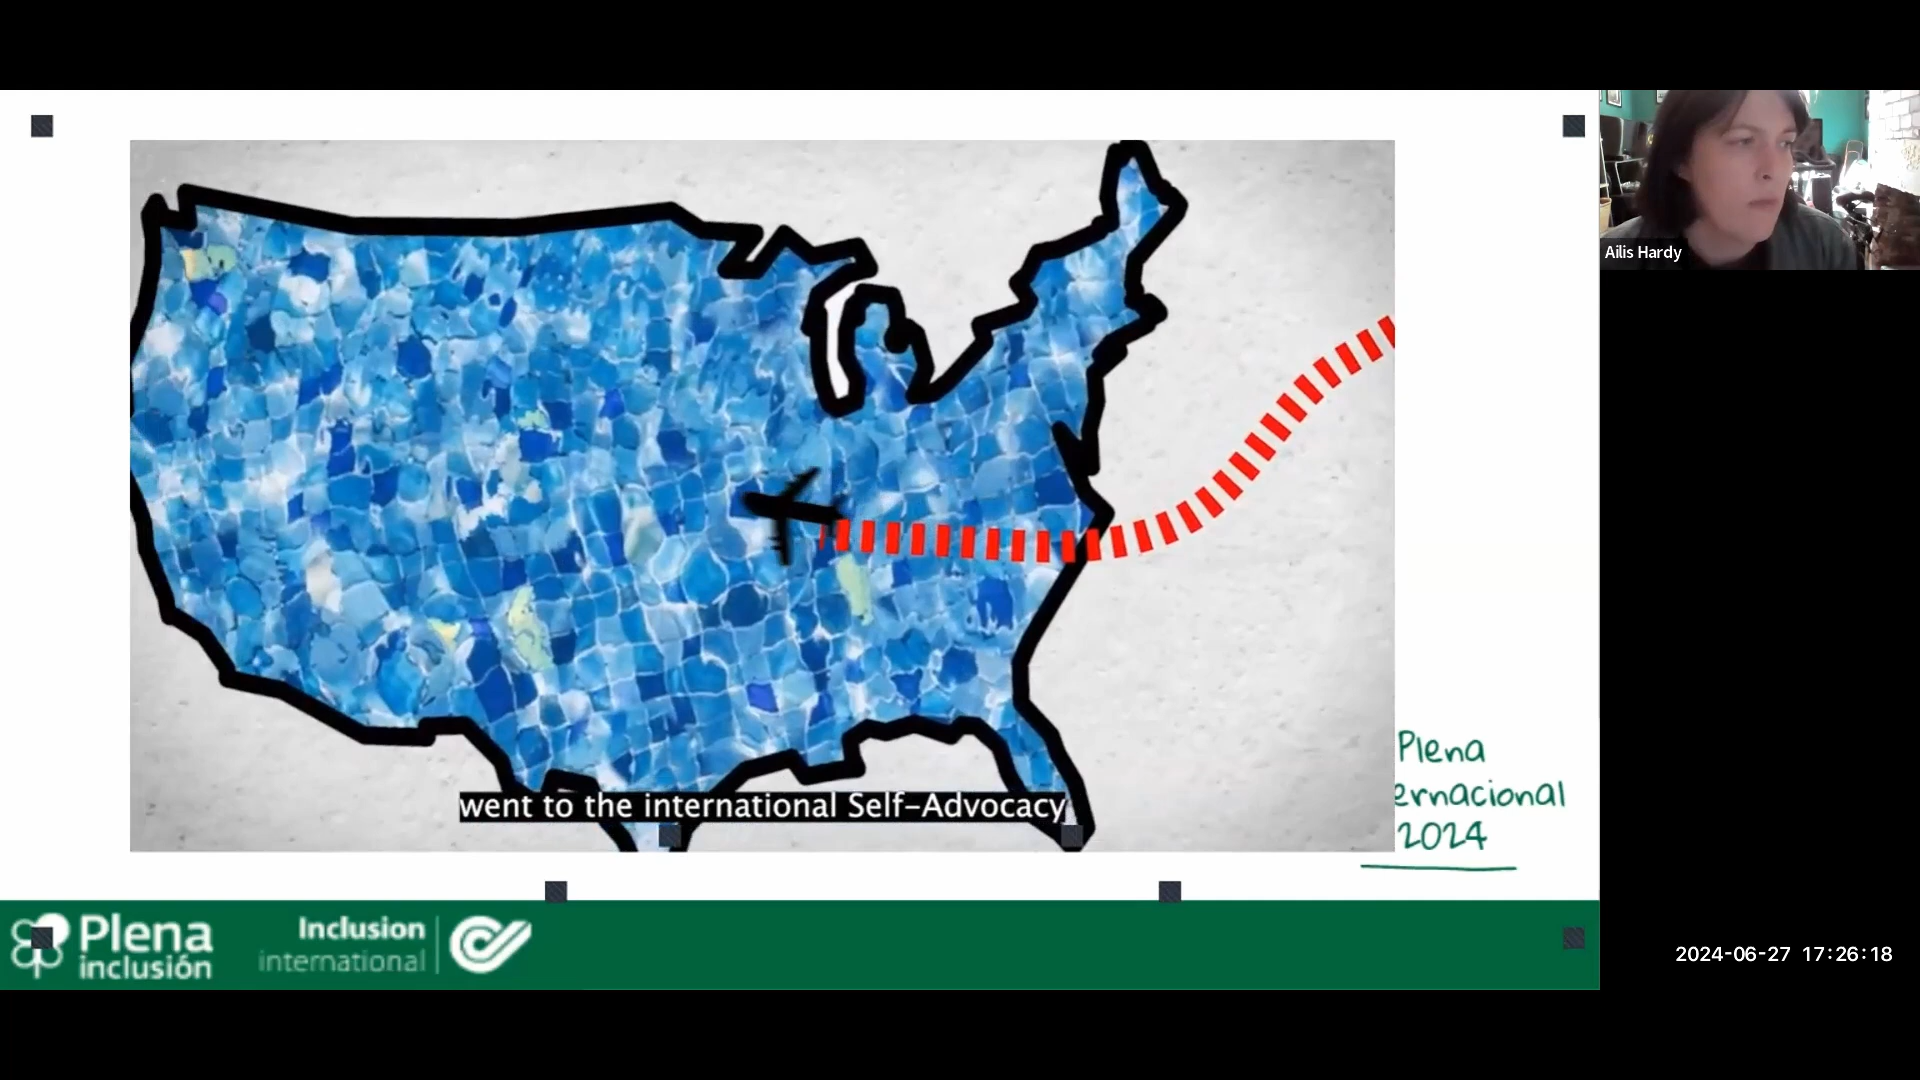 Ailis Hardy
went to the international Self-Advocacy
Plena
ernacional
2024
Plena
inclusión
Inclusion
international
2024-06-27 17:26:18